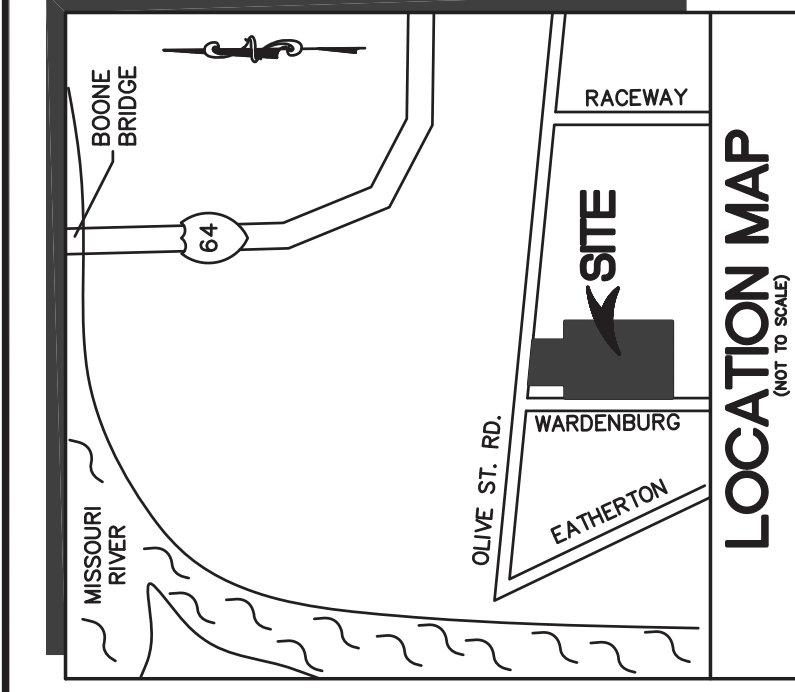 BOONE
BRIDGE
64
RACEWAY
SITE
WARDENBURG
OLIVE ST. RD.
EATHERTON
MISSOURI
RIVER
LOCATION MAP
(NOT TO SCALE)